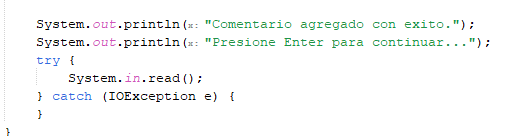 System.out.println(x: "Comentario agregado con exito.");
System.out.println(x: "Presione Enter para continuar...");
try {
System.in.read();
} catch (IOException e) {
}
}